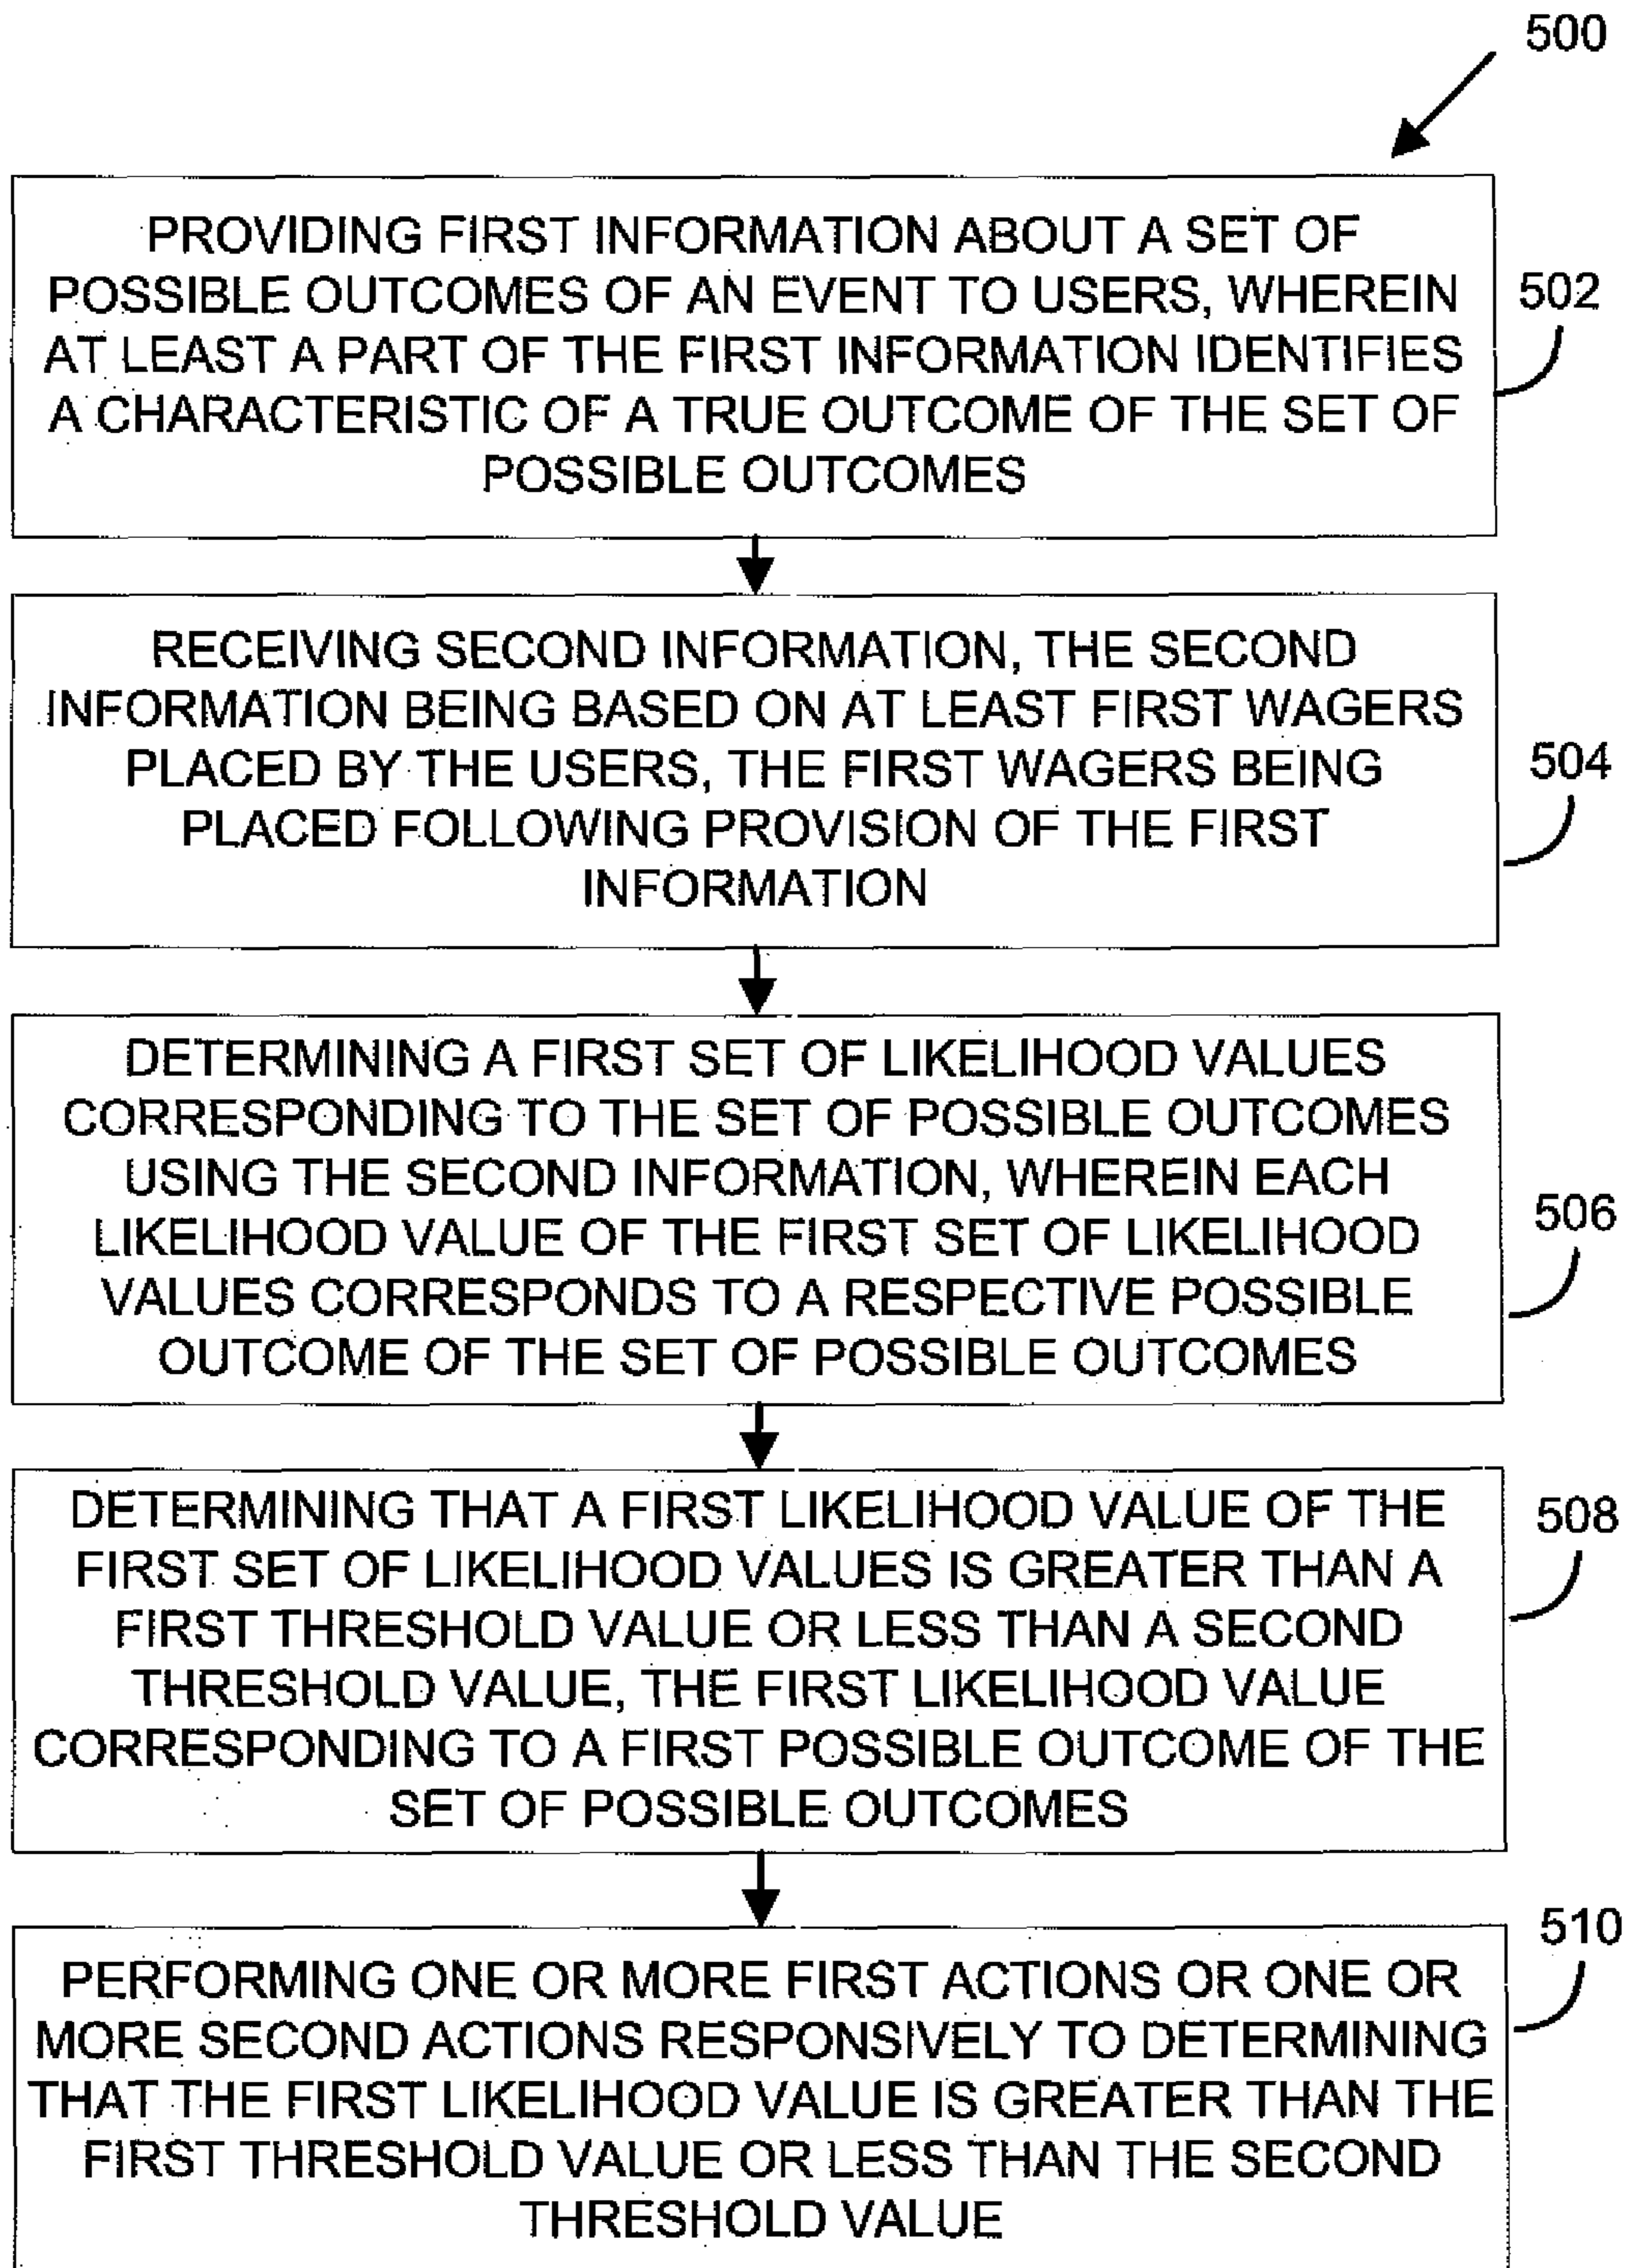 500
PROVIDING FIRST INFORMATION ABOUT A SET OF
POSSIBLE OUTCOMES OF AN EVENT TO USERS, WHEREIN
AT LEAST A PART OF THE FIRST INFORMATION IDENTIFIES
A CHARACTERISTIC OF A TRUE OUTCOME OF THE SET OF
POSSIBLE OUTCOMES
502
RECEIVING SECOND INFORMATION, THE SECOND
INFORMATION BEING BASED ON AT LEAST FIRST WAGERS
PLACED BY THE USERS, THE FIRST WAGERS BEING
PLACED FOLLOWING PROVISION OF THE FIRST
INFORMATION
504
DETERMINING A FIRST SET OF LIKELIHOOD VALUES
CORRESPONDING TO THE SET OF POSSIBLE OUTCOMES
USING THE SECOND INFORMATION, WHEREIN EACH
LIKELIHOOD VALUE OF THE FIRST SET OF LIKELIHOOD
VALUES CORRESPONDS TO A RESPECTIVE POSSIBLE
OUTCOME OF THE SET OF POSSIBLE OUTCOMES
506
DETERMINING THAT A FIRST LIKELIHOOD VALUE OF THE
FIRST SET OF LIKELIHOOD VALUES IS GREATER THAN A
FIRST THRESHOLD VALUE OR LESS THAN A SECOND
THRESHOLD VALUE, THE FIRST LIKELIHOOD VALUE
CORRESPONDING TO A FIRST POSSIBLE OUTCOME OF THE
SET OF POSSIBLE OUTCOMES
508
PERFORMING ONE OR MORE FIRST ACTIONS OR ONE OR
MORE SECOND ACTIONS RESPONSIVELY TO DETERMINING
THAT THE FIRST LIKELIHOOD VALUE IS GREATER THAN THE
FIRST THRESHOLD VALUE OR LESS THAN THE SECOND
THRESHOLD VALUE
510